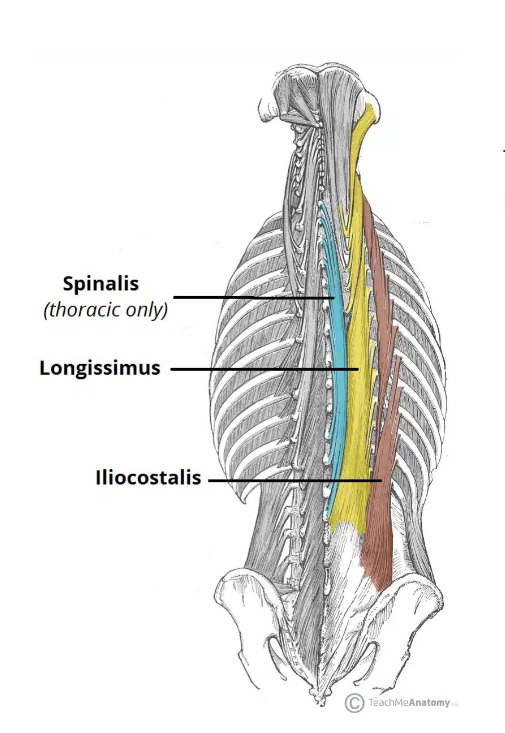 Spinalis
(thoracic only)
Longissimus
Iliocostalis
© TeachMeAnatomy